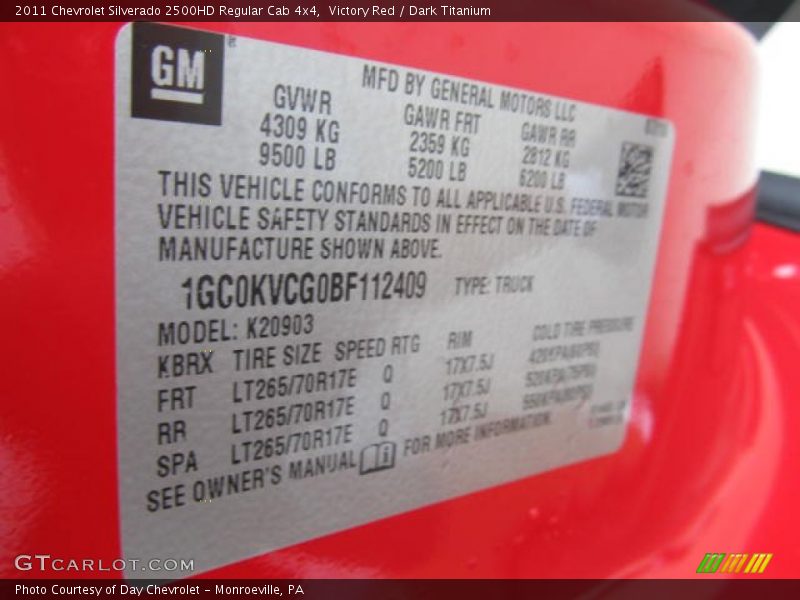 2011 Chevrolet Silverado 2500HD Regular Cab 4x4, Victory Red / Dark Titanium
GM
MFD BY GENERAL MOTORS LLC
GVWR GAWR FRT GAWR RR
4309 KG 2359 KG 2812 KG
9500 LB 5200 LB 6200 LB
THIS VEHICLE CONFORMS TO ALL APPLICABLE U.S. FEDERAL MOTOR
VEHICLE SAFETY STANDARDS IN EFFECT ON THE DATE OF
MANUFACTURE SHOWN ABOVE.
1GC0KVCG0BF112409 TYPE: TRUCK
MODEL: K20903
KBRX TIRE SIZE SPEED RTG RIM COLD TIRE PRESSURE
FRT LT265/70R17E Q 17X7.5J
RR LT265/70R17E Q 17X7.5J
SPA LT265/70R17E Q 17X7.5J
SEE OWNER'S MANUAL FOR MORE INFORMATION.
GTCARLOT.COM
Photo Courtesy of Day Chevrolet - Monroeville, PA